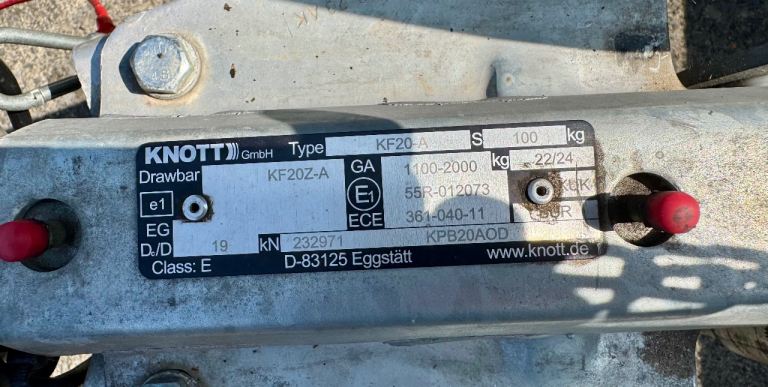 KNOTT GmbH Type KF20-A S 100 kg
Drawbar KF20Z-A GA 1100-2000 kg 22/24
e1 E1 55R-012073
EG ECE 361-040-11
Dc/D 19 kN 232971 KPB20AOD
Class: E D-83125 Eggstätt www.knott.de